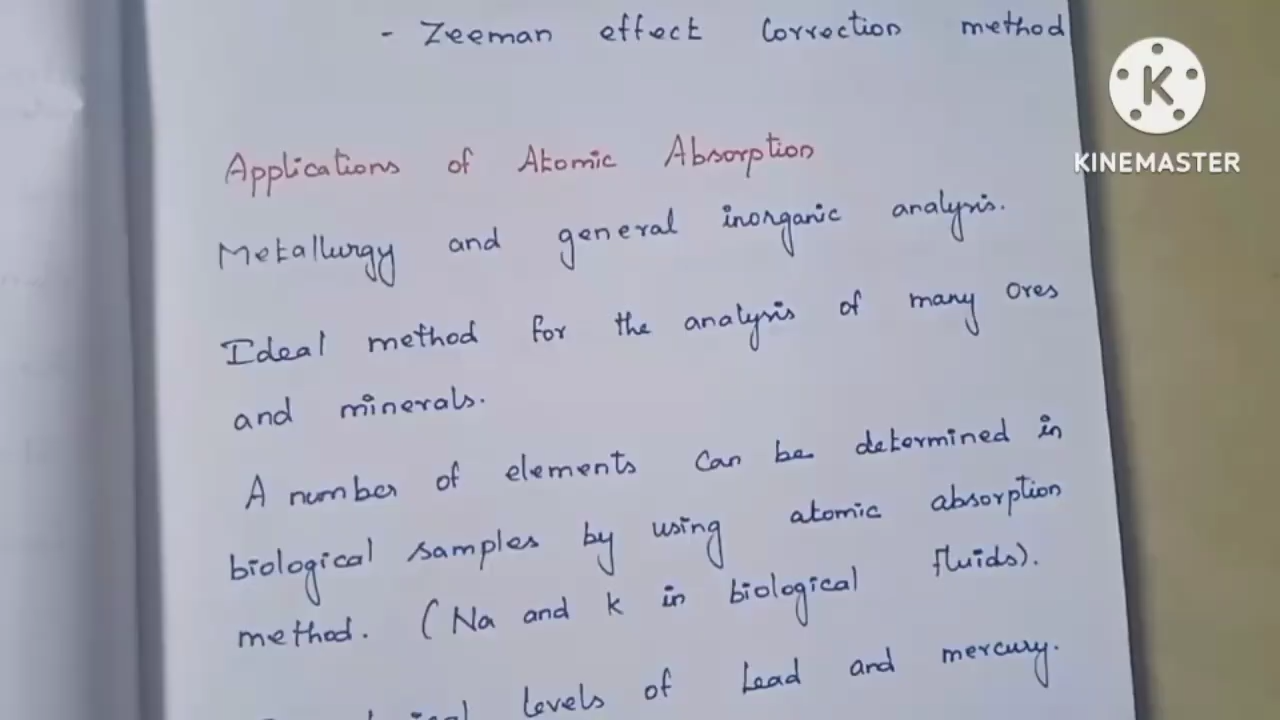 - Zeeman effect correction method
K
KINEMASTER
Applications of Atomic Absorption
Metallurgy and general inorganic analysis.
Ideal method for the analysis of many ores
and minerals.
A number of elements can be determined in
biological samples by using atomic absorption
method. (Na and k in biological fluids).
levels of Lead and mercury.